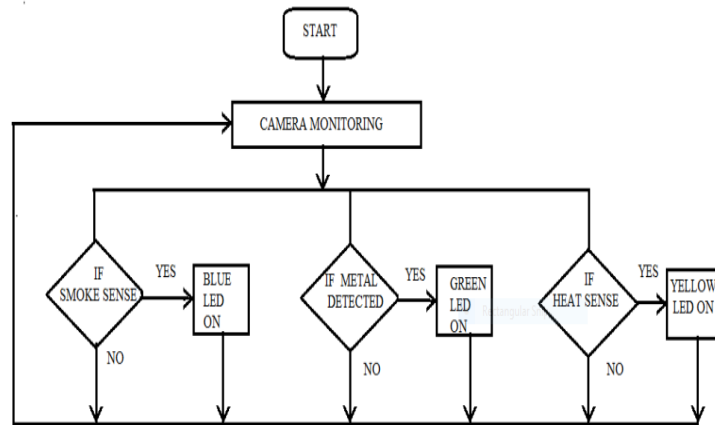 START
CAMERA MONITORING
IF
SMOKE SENSE
YES
BLUE
LED
ON
NO
IF METAL
DETECTED
YES
GREEN
LED
ON
NO
IF
HEAT SENSE
YES
YELLOW
LED ON
NO